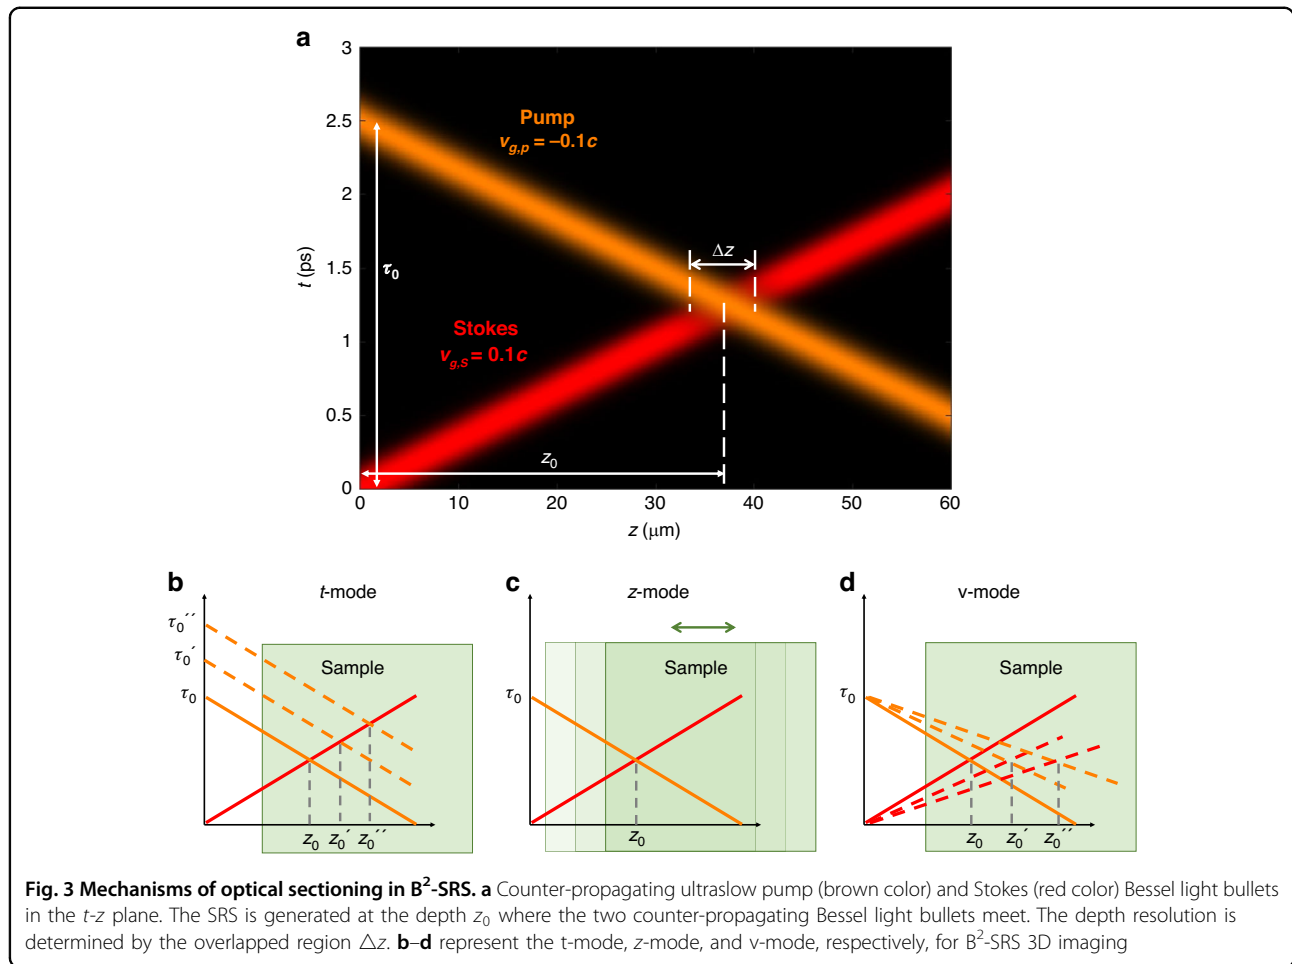 a
3
2.5
2
1.5
1
0.5
0
t (ps)
Pump
v_{g,p} = –0.1c
Δz
τ₀
Stokes
v_{g,s} = 0.1c
z₀
0 10 20 30 40 50 60
z (μm)
b
t-mode
τ₀´´
τ₀´
τ₀
Sample
z₀ z₀´ z₀´´
c
z-mode
τ₀
Sample
z₀
d
v-mode
τ₀
Sample
z₀ z₀´ z₀´´
Fig. 3 Mechanisms of optical sectioning in B²-SRS. a Counter-propagating ultraslow pump (brown color) and Stokes (red color) Bessel light bullets
in the t-z plane. The SRS is generated at the depth z₀ where the two counter-propagating Bessel light bullets meet. The depth resolution is
determined by the overlapped region △z. b–d represent the t-mode, z-mode, and v-mode, respectively, for B²-SRS 3D imaging